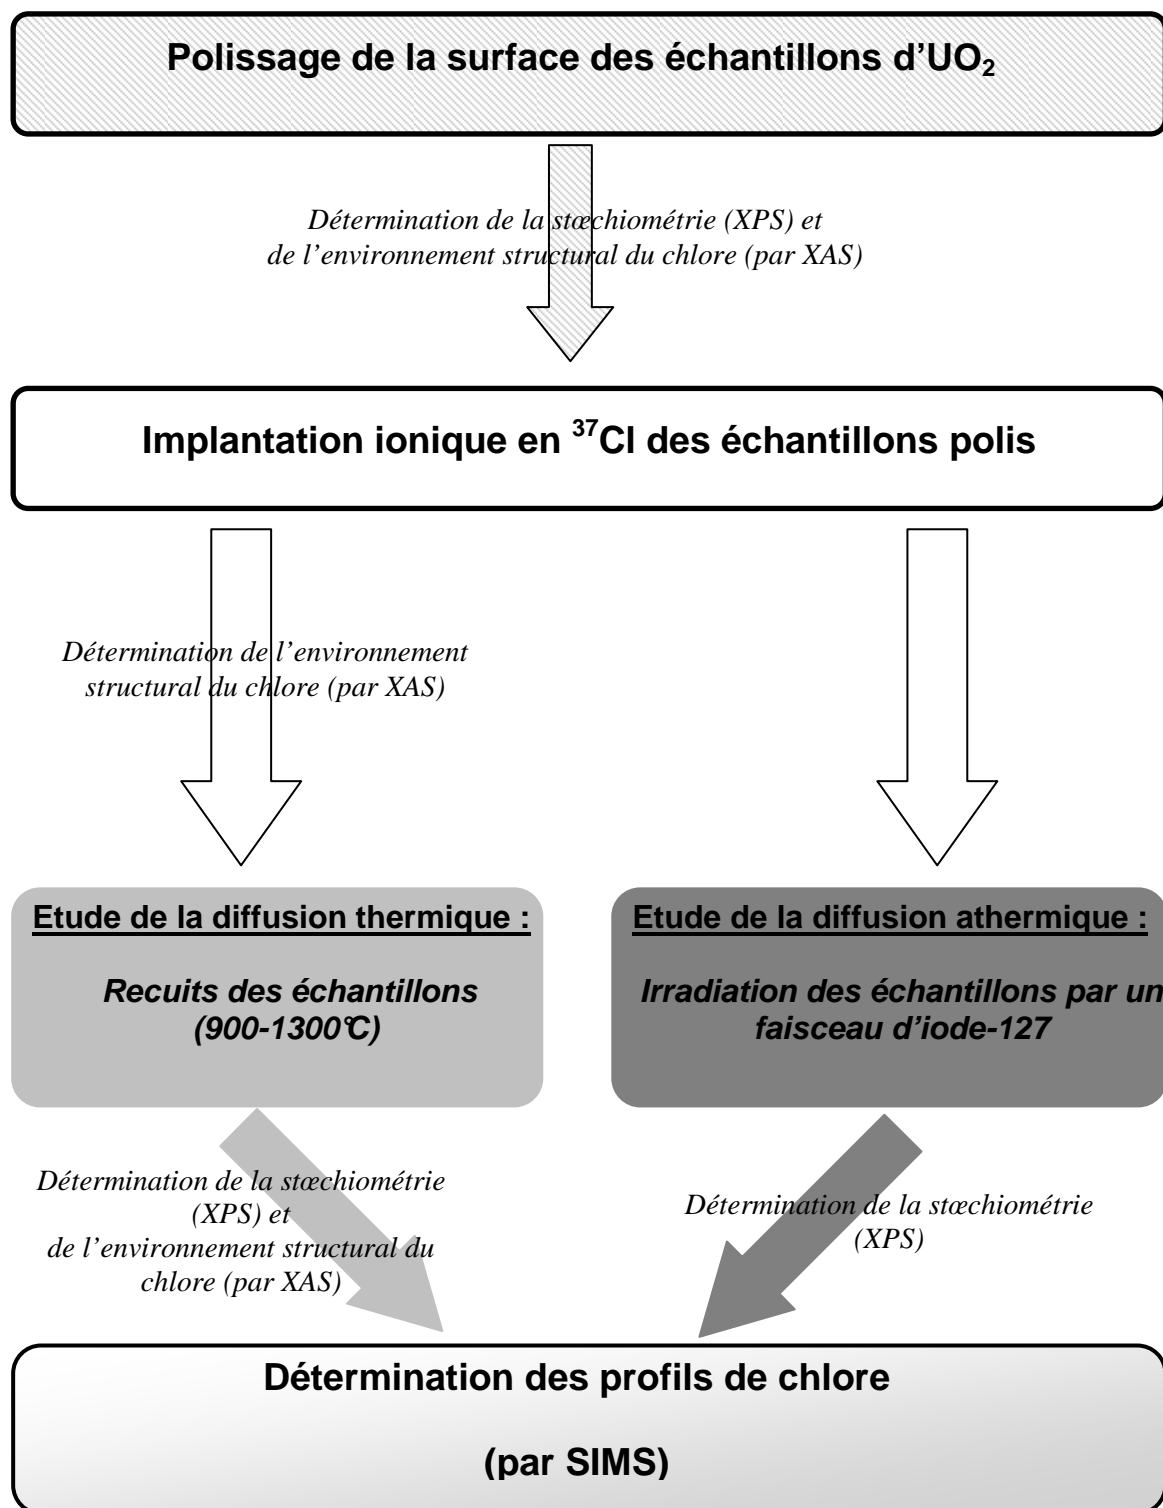 Polissage de la surface des échantillons d'UO₂
Détermination de la stœchiométrie (XPS) et
de l'environnement structural du chlore (par XAS)
Implantation ionique en ³⁷Cl des échantillons polis
Détermination de l'environnement
structural du chlore (par XAS)
Etude de la diffusion thermique :
Recuits des échantillons
(900-1300°C)
Etude de la diffusion athermique :
Irradiation des échantillons par un
faisceau d'iode-127
Détermination de la stœchiométrie
(XPS) et
de l'environnement structural du
chlore (par XAS)
Détermination de la stœchiométrie
(XPS)
Détermination des profils de chlore
(par SIMS)